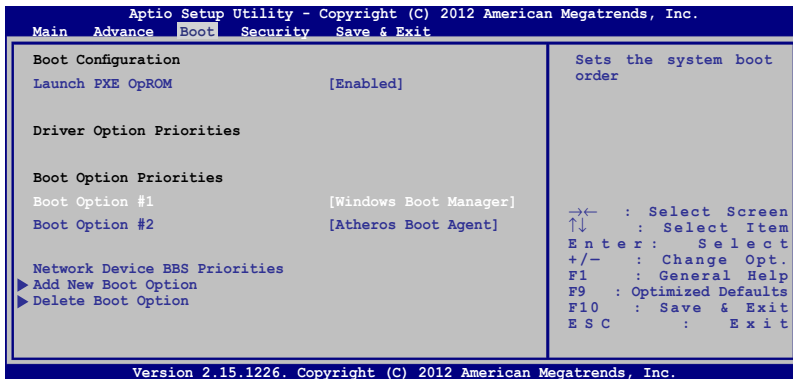 Aptio Setup Utility - Copyright (C) 2012 American Megatrends, Inc.
Main Advance Boot Security Save & Exit
Boot Configuration
Launch PXE OpROM [Enabled]
Driver Option Priorities
Boot Option Priorities
Boot Option #1 [Windows Boot Manager]
Boot Option #2 [Atheros Boot Agent]
Network Device BBS Priorities
Add New Boot Option
Delete Boot Option
Sets the system boot
order
→← : Select Screen
↑↓ : Select Item
Enter: Select
+/— : Change Opt.
F1 : General Help
F9 : Optimized Defaults
F10 : Save & Exit
ESC : Exit
Version 2.15.1226. Copyright (C) 2012 American Megatrends, Inc.